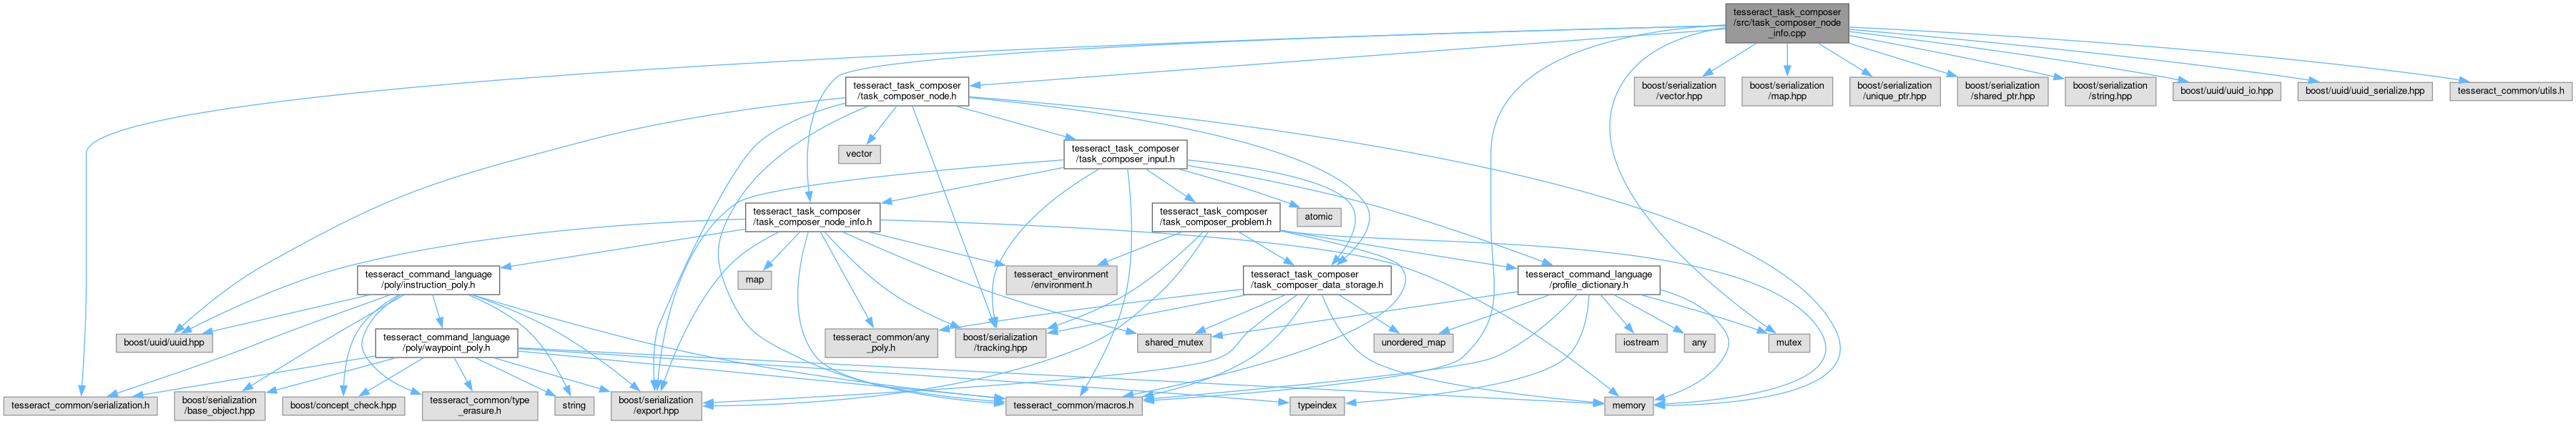 tesseract_task_composer
/src/task_composer_node
_info.cpp
tesseract_task_composer
/task_composer_node.h
boost/serialization
/vector.hpp
boost/serialization
/map.hpp
boost/serialization
/unique_ptr.hpp
boost/serialization
/shared_ptr.hpp
boost/serialization
/string.hpp
boost/uuid/uuid_io.hpp
boost/uuid/uuid_serialize.hpp
tesseract_common/utils.h
vector
tesseract_task_composer
/task_composer_input.h
tesseract_task_composer
/task_composer_node_info.h
tesseract_task_composer
/task_composer_problem.h
atomic
tesseract_command_language
/poly/instruction_poly.h
map
tesseract_environment
/environment.h
tesseract_task_composer
/task_composer_data_storage.h
tesseract_command_language
/profile_dictionary.h
boost/uuid/uuid.hpp
tesseract_command_language
/poly/waypoint_poly.h
tesseract_common/any
_poly.h
boost/serialization
/tracking.hpp
shared_mutex
unordered_map
iostream
any
mutex
tesseract_common/serialization.h
boost/serialization
/base_object.hpp
boost/concept_check.hpp
tesseract_common/type
_erasure.h
string
boost/serialization
/export.hpp
tesseract_common/macros.h
typeindex
memory